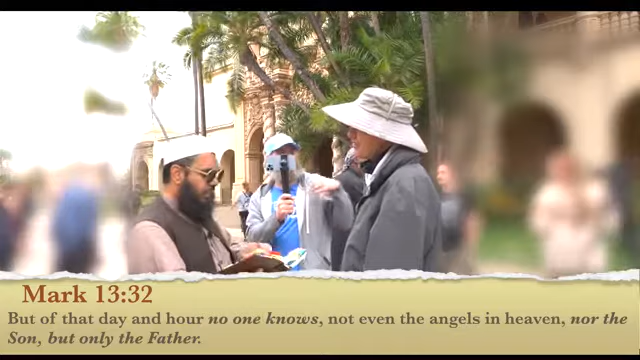 Mark 13:32
But of that day and hour no one knows, not even the angels in heaven, nor the
Son, but only the Father.